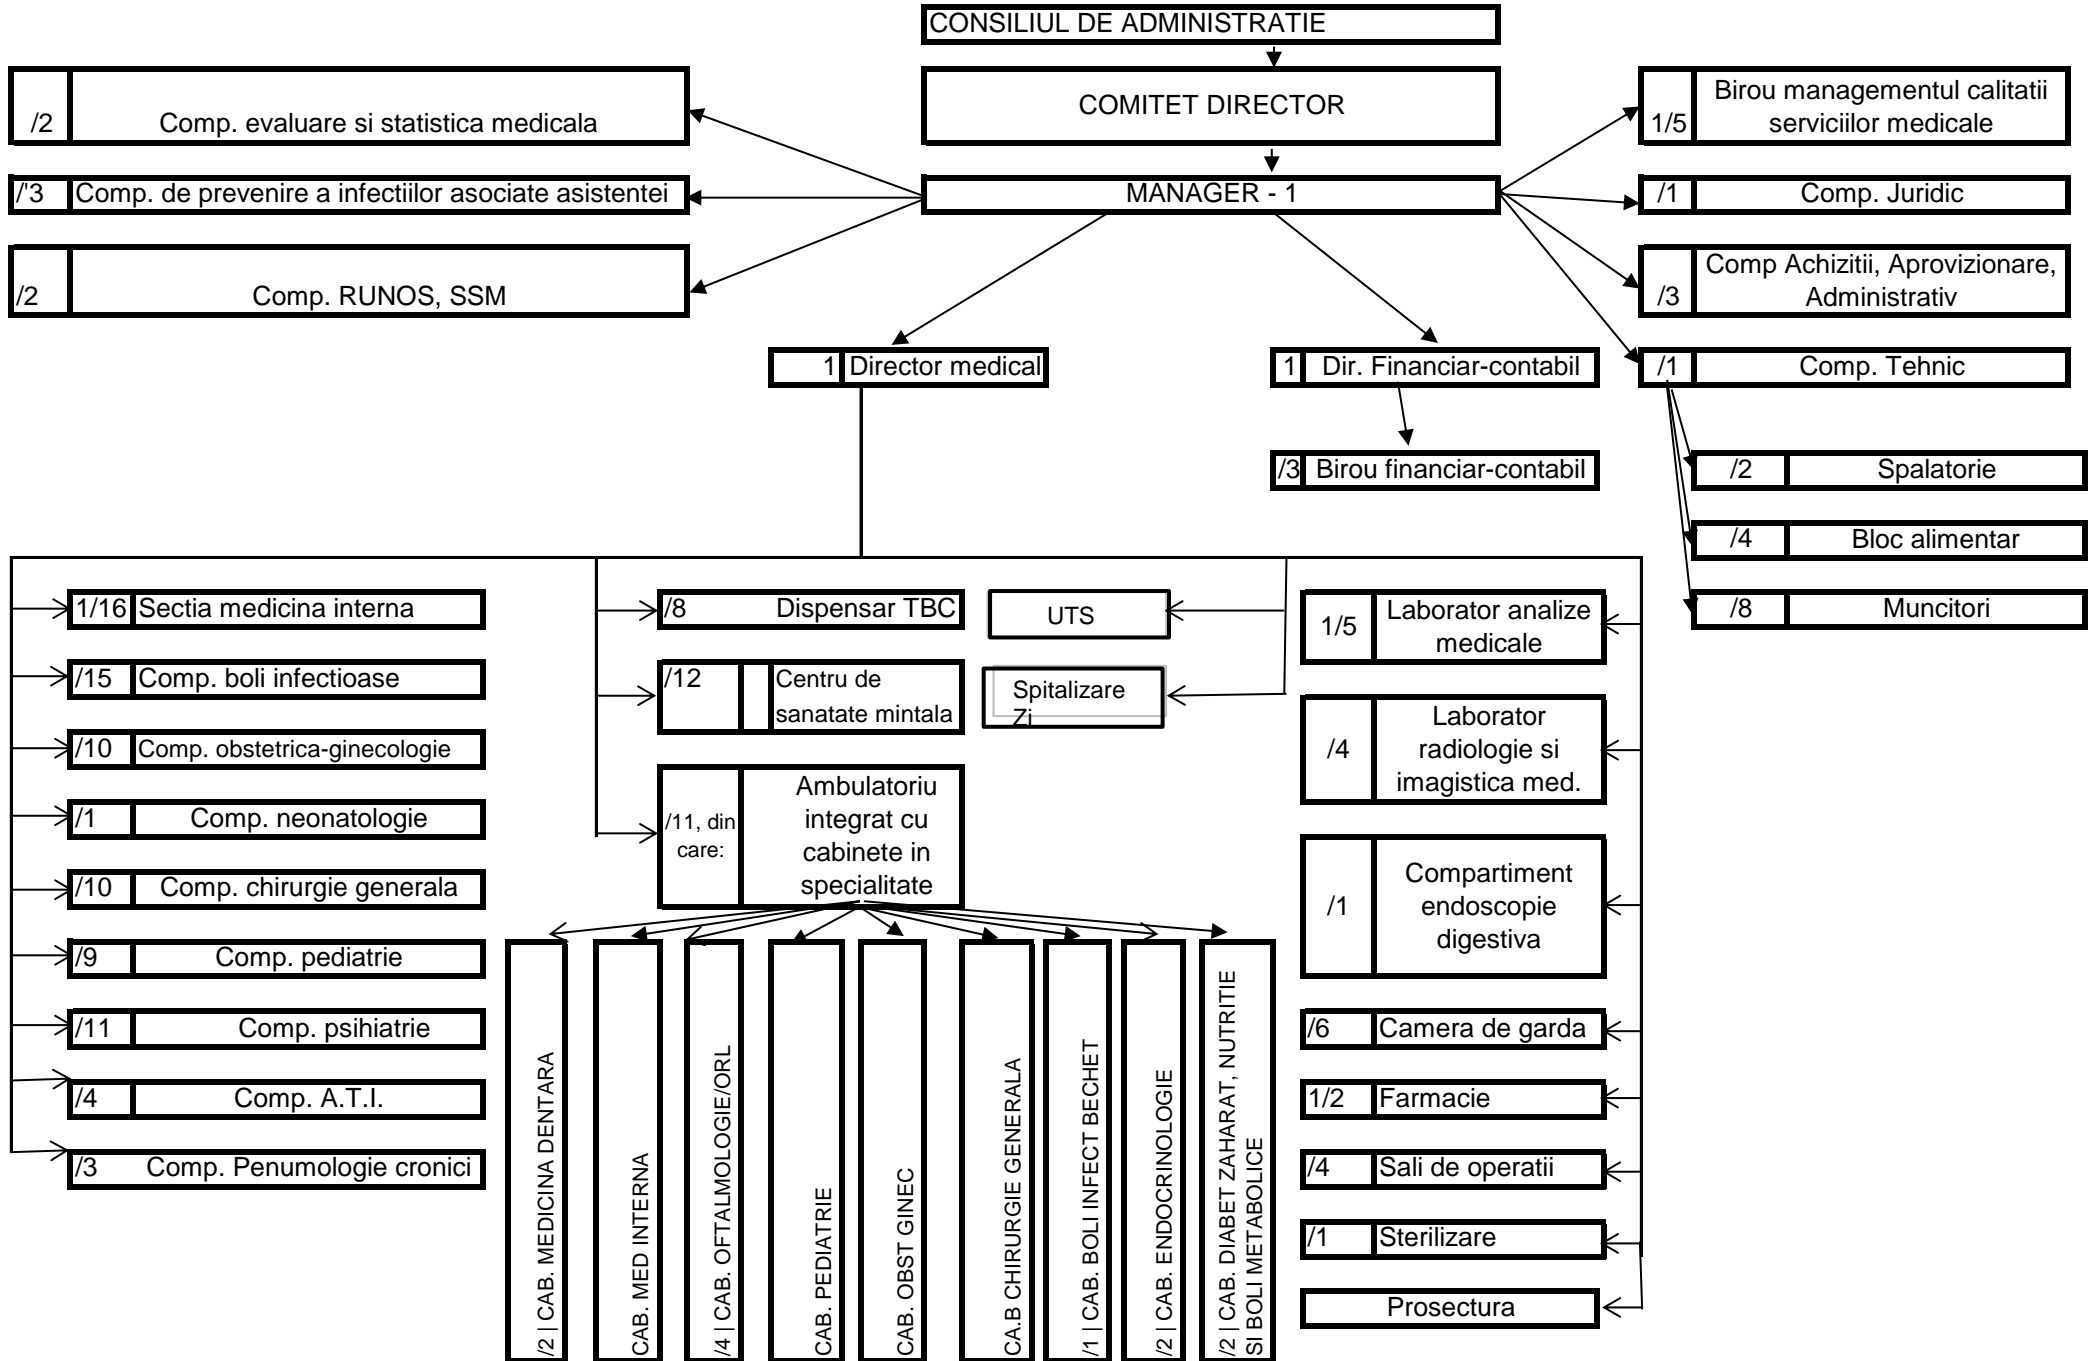 CONSILIUL DE ADMINISTRATIE
COMITET DIRECTOR
MANAGER - 1
/2 Comp. evaluare si statistica medicala
/'3 Comp. de prevenire a infectiilor asociate asistentei
/2 Comp. RUNOS, SSM
Birou managementul calitatii
1/5 serviciilor medicale
/1 Comp. Juridic
Comp Achizitii, Aprovizionare,
/3 Administrativ
1 Director medical
1 Dir. Financiar-contabil
/1 Comp. Tehnic
/3 Birou financiar-contabil
/2 Spalatorie
/4 Bloc alimentar
/8 Muncitori
1/16 Sectia medicina interna
/15 Comp. boli infectioase
/10 Comp. obstetrica-ginecologie
/1 Comp. neonatologie
/10 Comp. chirurgie generala
/9 Comp. pediatrie
/11 Comp. psihiatrie
/4 Comp. A.T.I.
/3 Comp. Penumologie cronici
/8 Dispensar TBC
/12 Centru de
sanatate mintala
/11, din
care:
Ambulatoriu
integrat cu
cabinete in
specialitate
UTS
Spitalizare
Zi
/2 | CAB. MEDICINA DENTARA
CAB. MED INTERNA
/4 | CAB. OFTALMOLOGIE/ORL
CAB. PEDIATRIE
CAB. OBST GINEC
CA.B CHIRURGIE GENERALA
/1 | CAB. BOLI INFECT BECHET
/2 | CAB. ENDOCRINOLOGIE
/2 | CAB. DIABET ZAHARAT, NUTRITIE
SI BOLI METABOLICE
1/5 Laborator analize
medicale
Laborator
/4 radiologie si
imagistica med.
Compartiment
/1 endoscopie
digestiva
/6 Camera de garda
1/2 Farmacie
/4 Sali de operatii
/1 Sterilizare
Prosectura